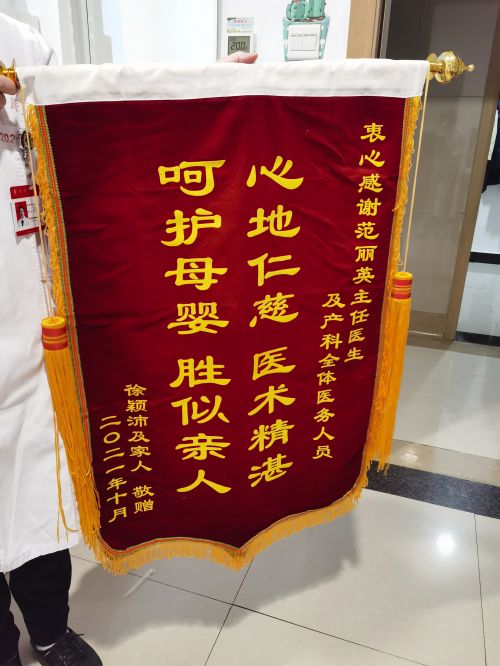 衷心感谢范丽英主任医生
及产科全体医务人员
心地仁慈 医术精湛
呵护母婴 胜似亲人
徐颖沛及家人 敬赠
二〇二一年十月